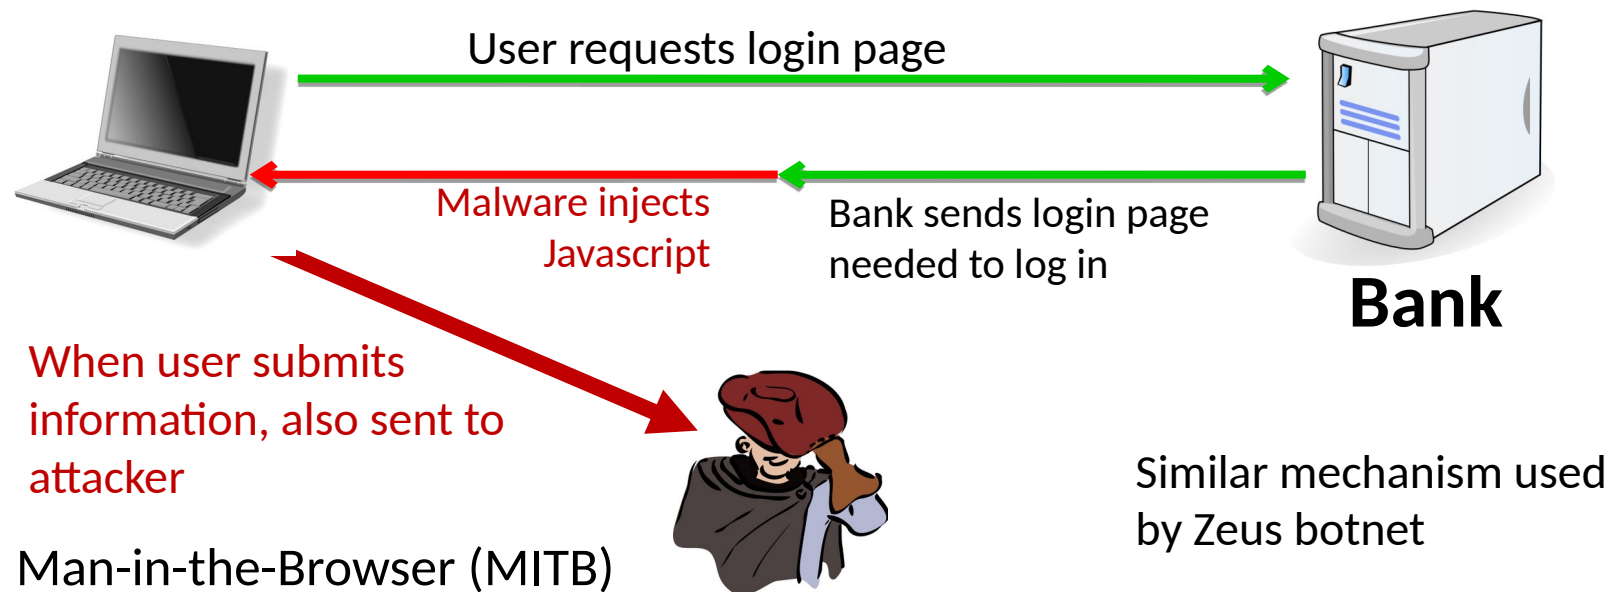 User requests login page
Malware injects
Javascript
Bank sends login page
needed to log in
Bank
When user submits
information, also sent to
attacker
Similar mechanism used
by Zeus botnet
Man-in-the-Browser (MITB)